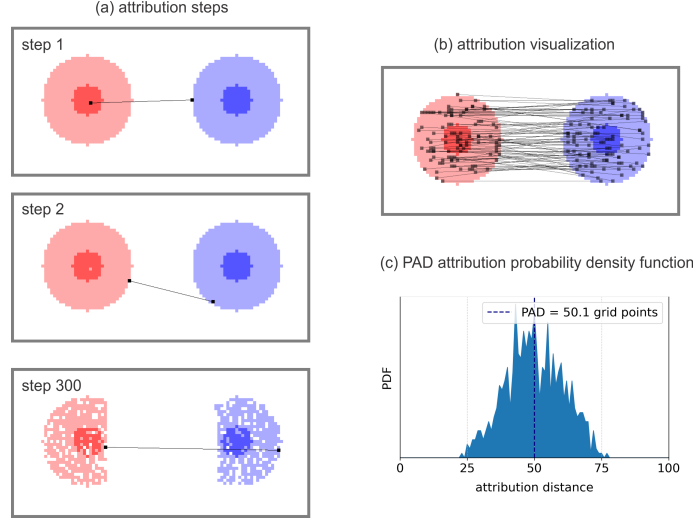 (a) attribution steps
step 1
step 2
step 300
(b) attribution visualization
(c) PAD attribution probability density function
PAD = 50.1 grid points
PDF
0 25 50 75 100
attribution distance